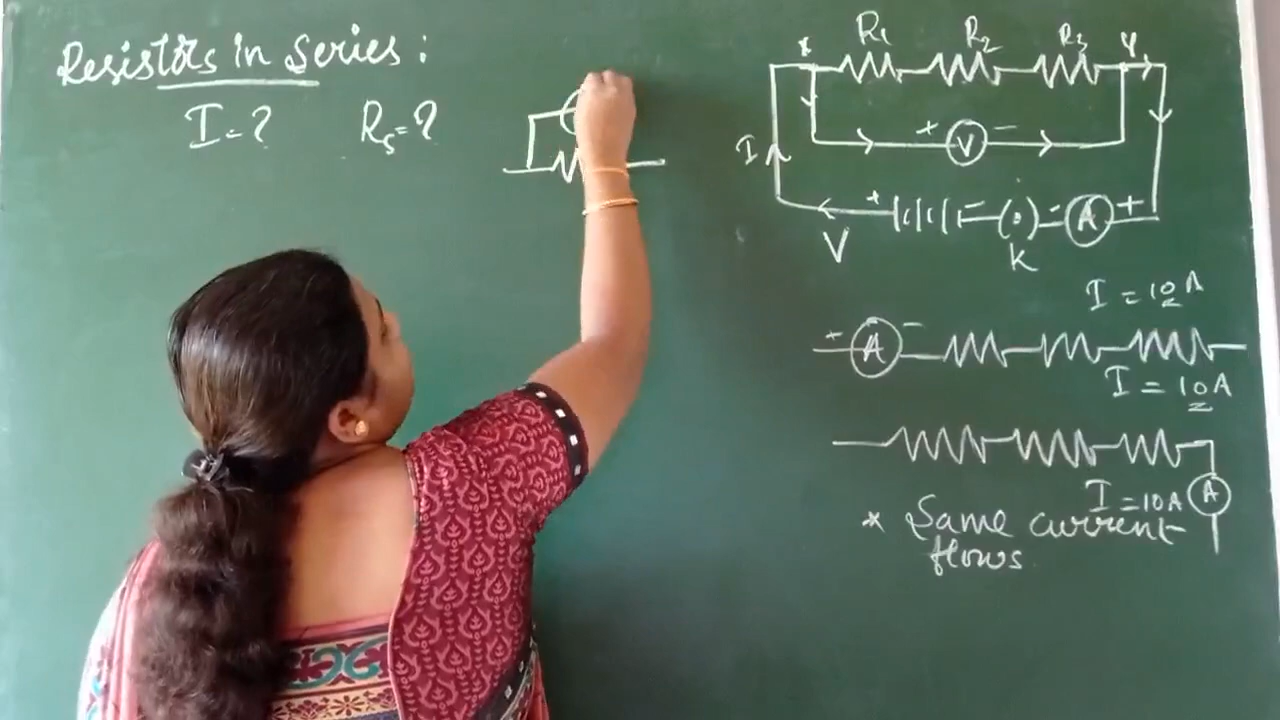 Resistors in Series :
I = ? Rs = ?
R1 R2 R3
x y
I
+ V -
+ - - A +
V K
I = 10 A
+ A -
I = 10 A
I = 10 A A
* Same current
flows